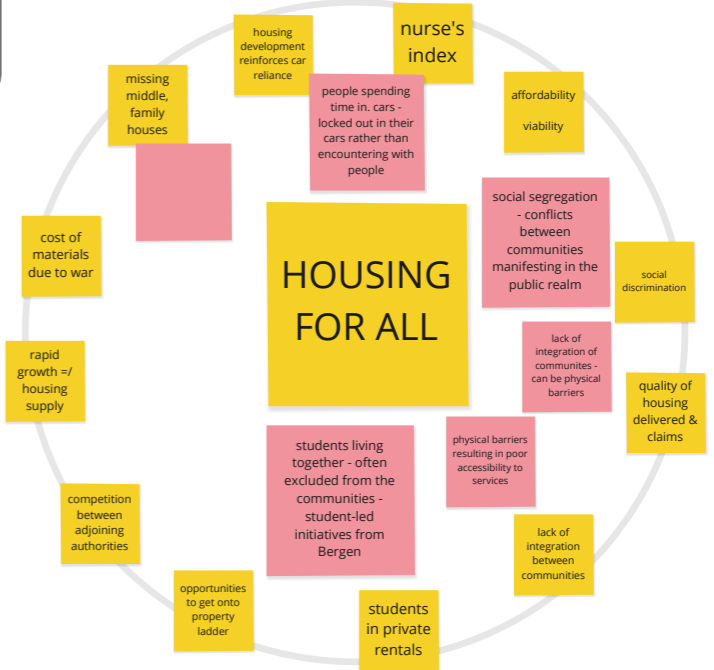 housing
development
reinforces car
reliance
nurse's
index
missing
middle,
family
houses
people spending
time in. cars -
locked out in their
cars rather than
encountering with
people
affordability
viability
social segregation
- conflicts
between
communities
manifesting in the
public realm
cost of
materials
due to war
HOUSING
FOR ALL
social
discrimination
rapid
growth =/
housing
supply
lack of
integration of
communites -
can be physical
barriers
quality of
housing
delivered &
claims
students living
together - often
excluded from the
communities -
student-led
initiatives from
Bergen
physical barriers
resulting in poor
accessibility to
services
competition
between
adjoining
authorities
lack of
integration
between
communities
opportunities
to get onto
property
ladder
students
in private
rentals